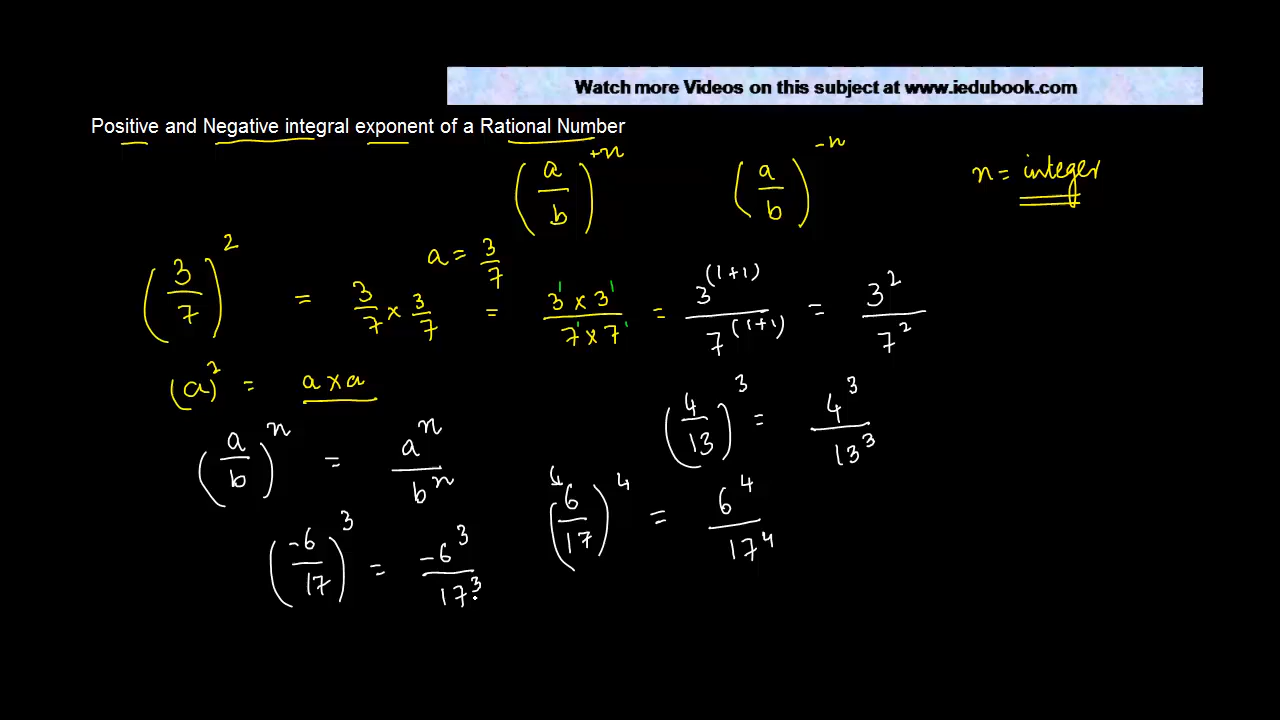 Watch more Videos on this subject at www.iedubook.com
Positive and Negative integral exponent of a Rational Number
(a/b)^{+n} (a/b)^{-n} n = integer
a = 3/7
(3/7)^2 = 3/7 × 3/7 = (3^1 × 3^1)/(7^1 × 7^1) = 3^{(1+1)}/7^{(1+1)} = 3^2/7^2
(a)^2 = a × a
(4/13)^3 = 4^3/13^3
(a/b)^n = a^n/b^n
(6/17)^4 = 6^4/17^4
(-6/17)^3 = -6^3/17^3